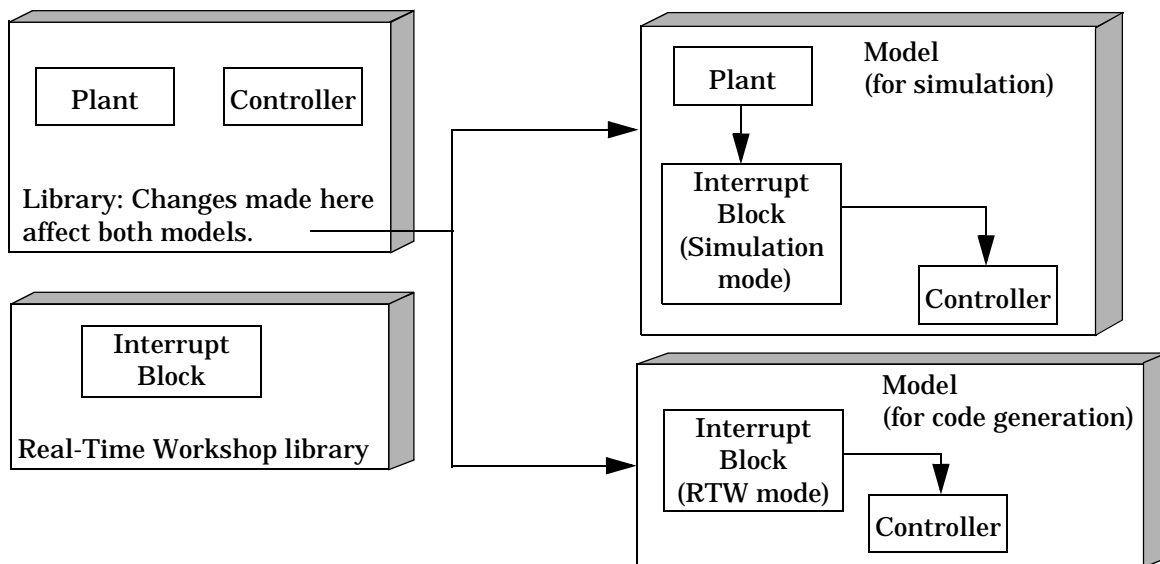 Plant
Controller
Library: Changes made here
affect both models.
Interrupt
Block
Real-Time Workshop library
Model
(for simulation)
Plant
Interrupt
Block
(Simulation
mode)
Controller
Model
(for code generation)
Interrupt
Block
(RTW mode)
Controller